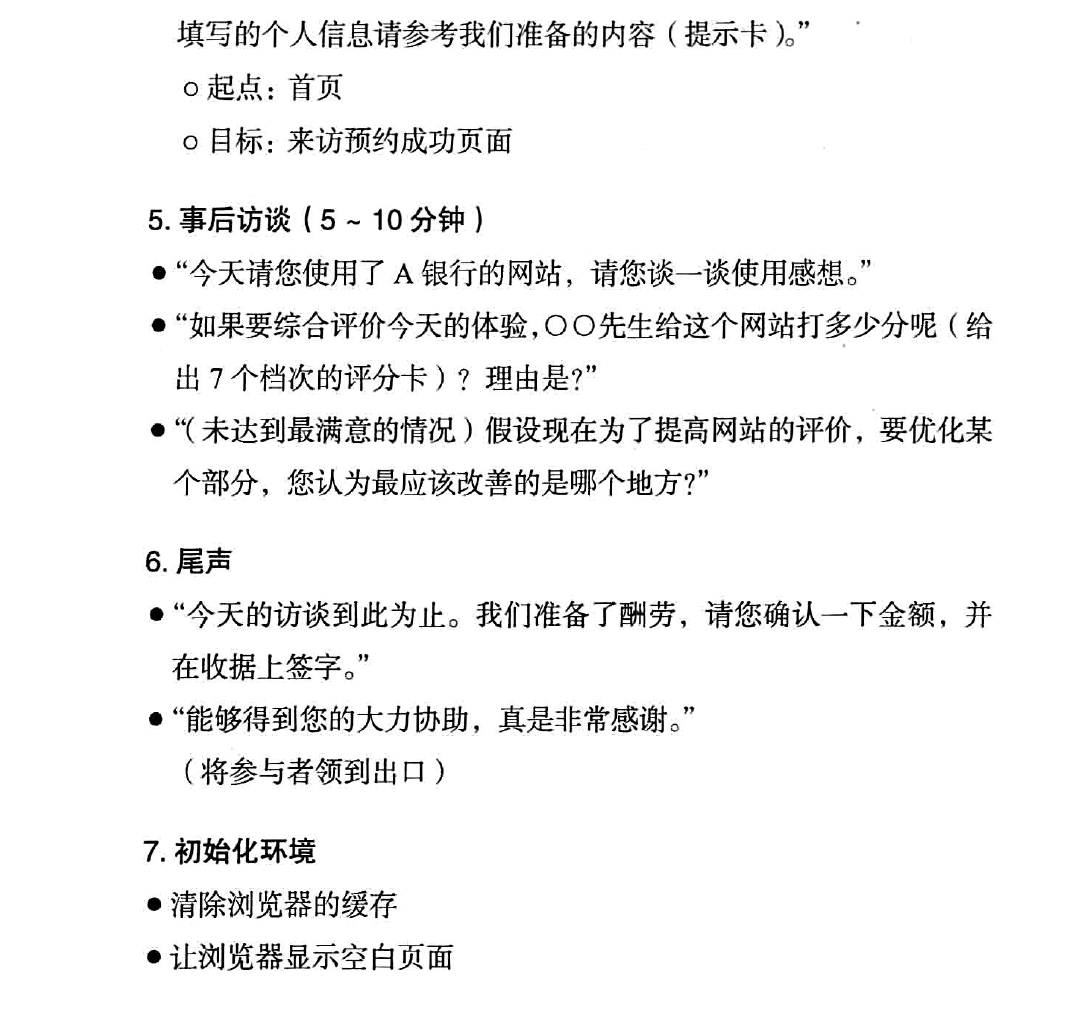 填写的个人信息请参考我们准备的内容（提示卡）。”
○ 起点：首页
○ 目标：来访预约成功页面
5. 事后访谈（5 ~ 10 分钟）
● “今天请您使用了 A 银行的网站，请您谈一谈使用感想。”
● “如果要综合评价今天的体验，〇〇先生给这个网站打多少分呢（给
出 7 个档次的评分卡）？理由是？”
● “（未达到最满意的情况）假设现在为了提高网站的评价，要优化某
个部分，您认为最应该改善的是哪个地方？”
6. 尾声
● “今天的访谈到此为止。我们准备了酬劳，请您确认一下金额，并
在收据上签字。”
● “能够得到您的大力协助，真是非常感谢。”
（将参与者领到出口）
7. 初始化环境
● 清除浏览器的缓存
● 让浏览器显示空白页面